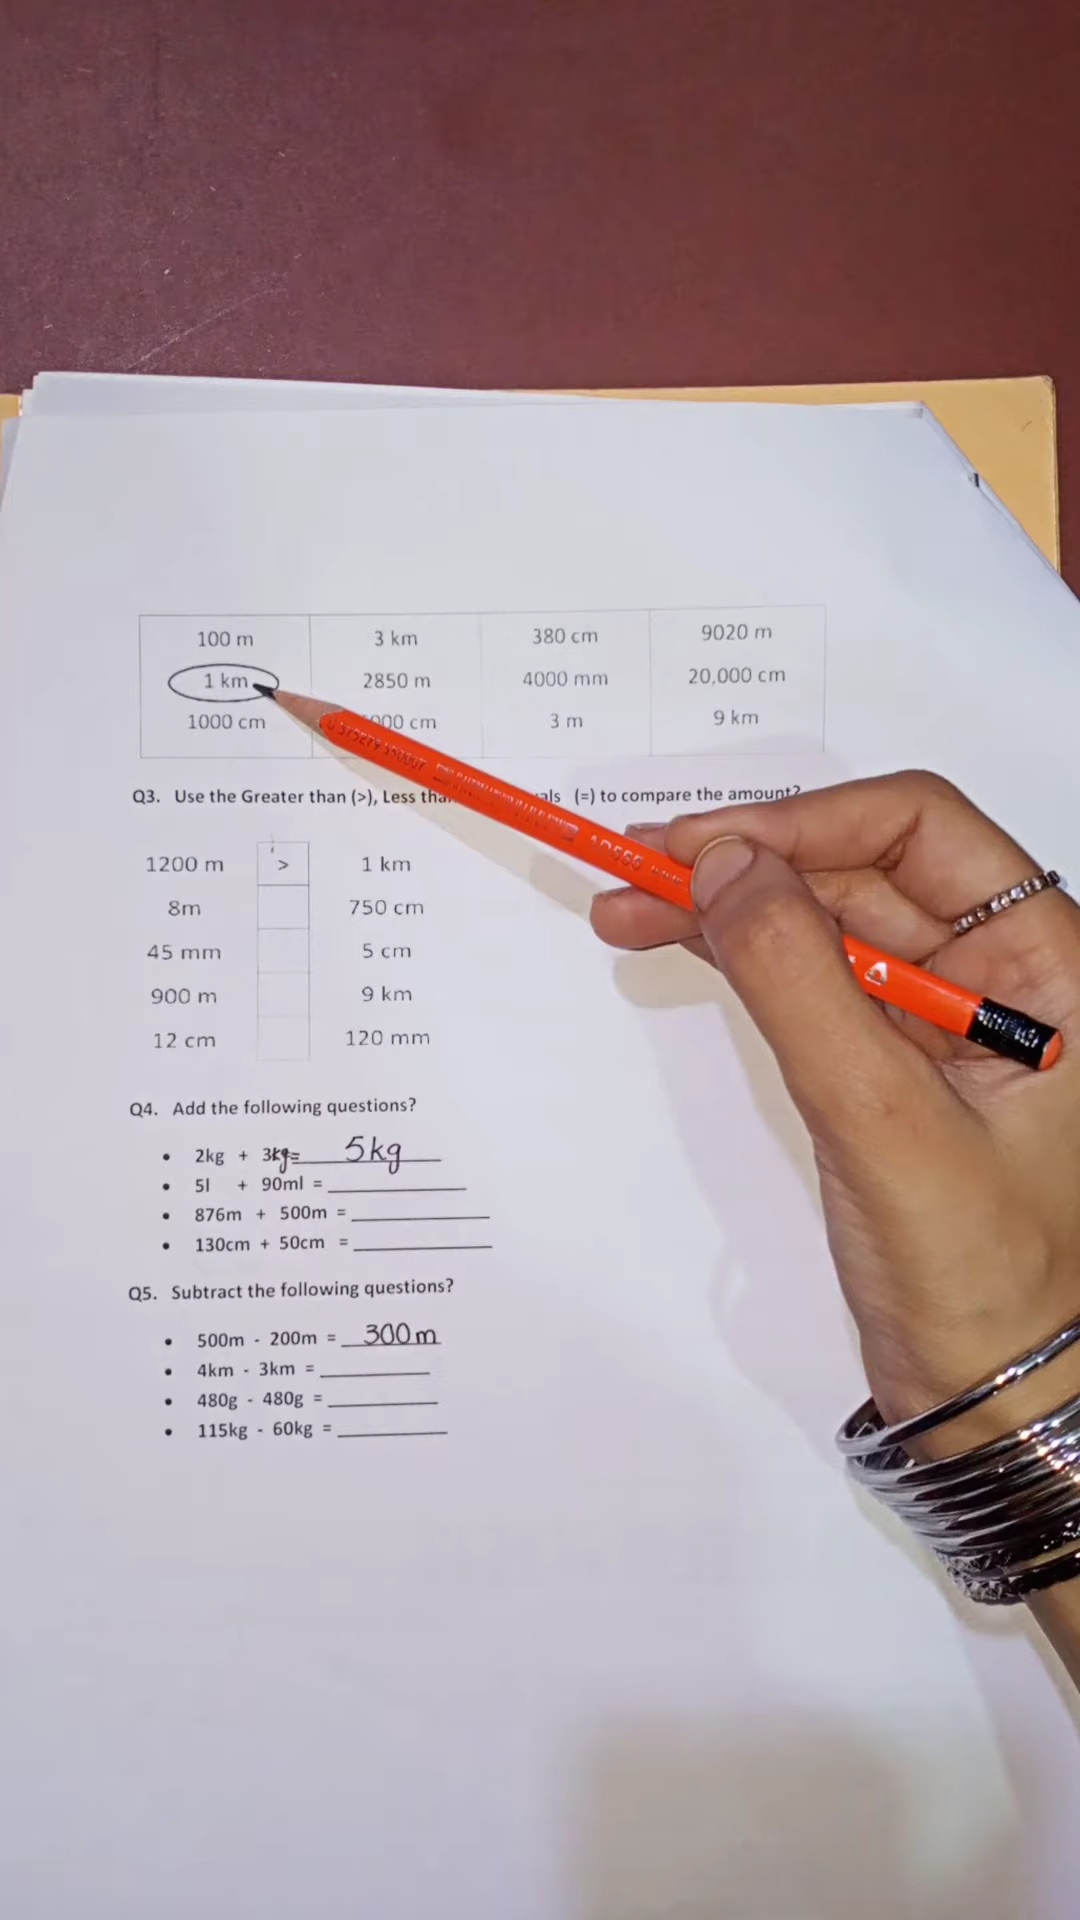 100 m 3 km 380 cm 9020 m
1 km 2850 m 4000 mm 20,000 cm
1000 cm 000 cm 3 m 9 km
Q3. Use the Greater than (>), Less (=) to compare the amount?
1200 m > 1 km
8m 750 cm
45 mm 5 cm
900 m 9 km
12 cm 120 mm
Q4. Add the following questions?
• 2kg + 3kg= 5kg
• 5l + 90ml =
• 876m + 500m =
• 130cm + 50cm =
Q5. Subtract the following questions?
• 500m - 200m = 300m
• 4km - 3km =
• 480g - 480g =
• 115kg - 60kg =